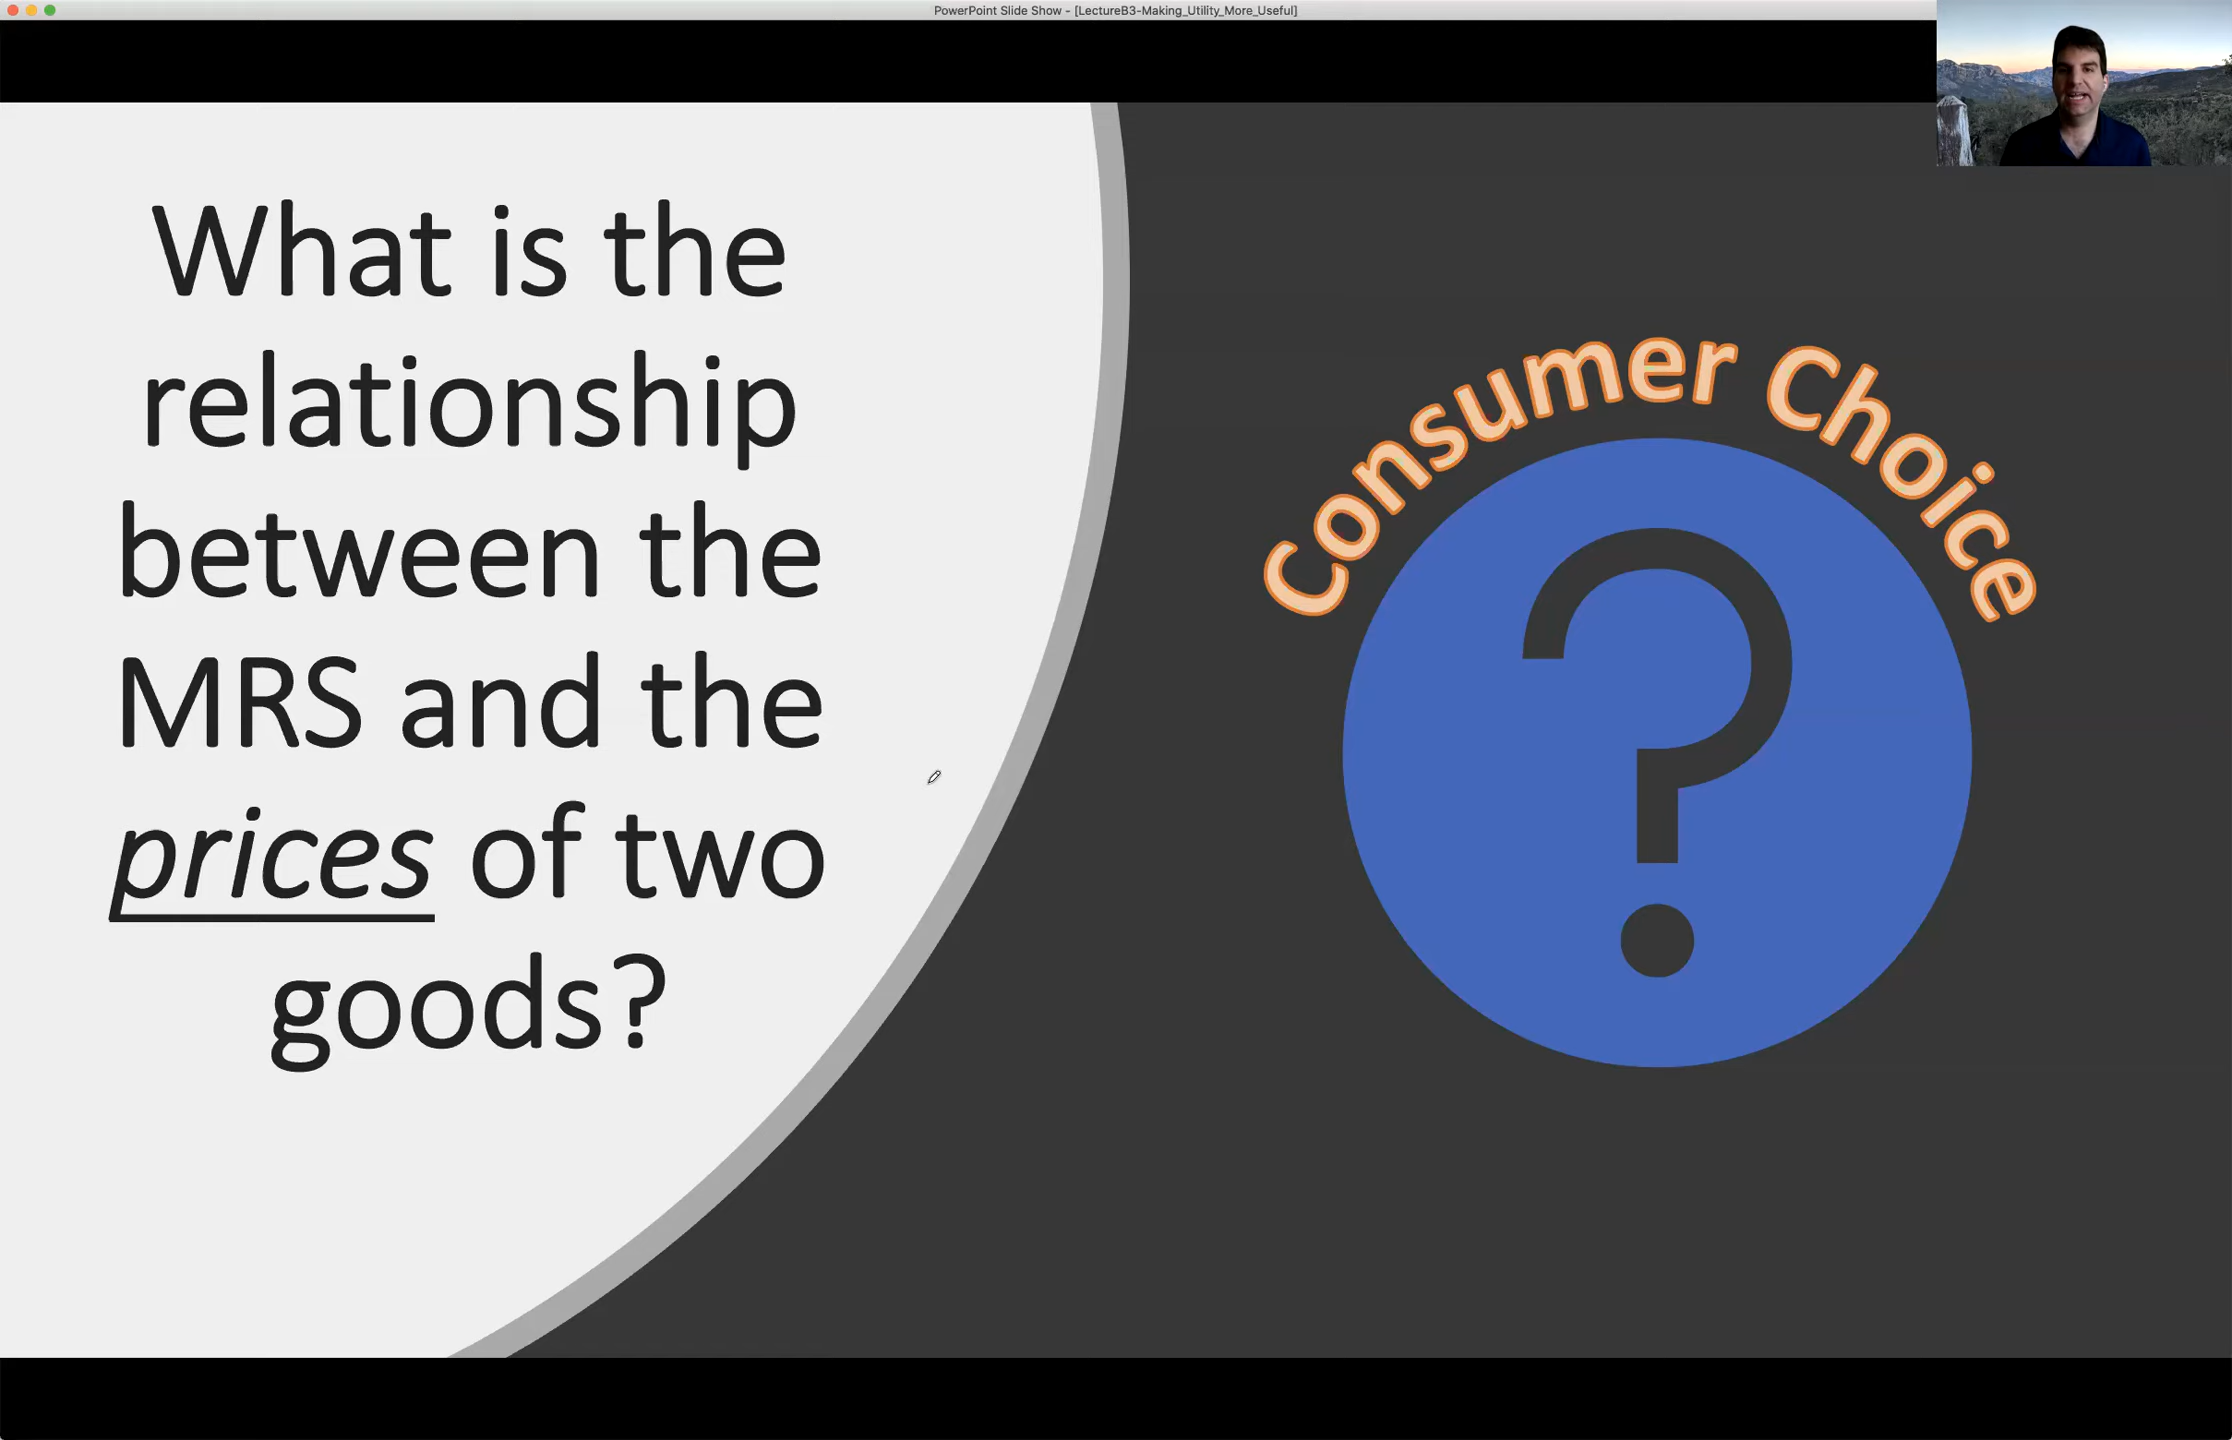 PowerPoint Slide Show - [LectureB3-Making_Utility_More_Useful]
What is the
relationship
between the
MRS and the
prices of two
goods?
Consumer Choice